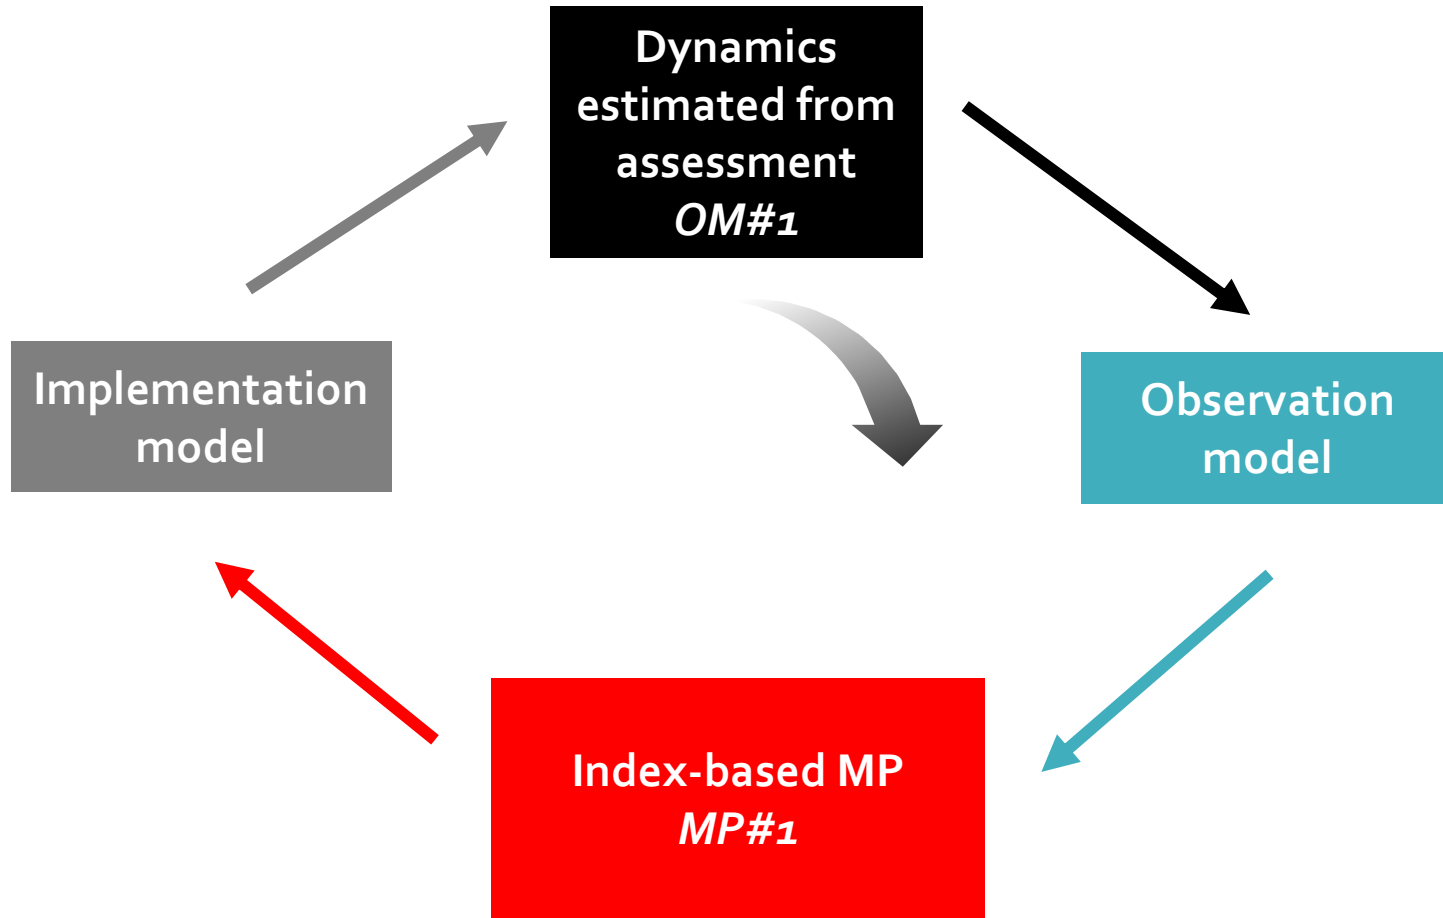 Dynamics
estimated from
assessment
OM#1
Implementation
model
Observation
model
Index-based MP
MP#1